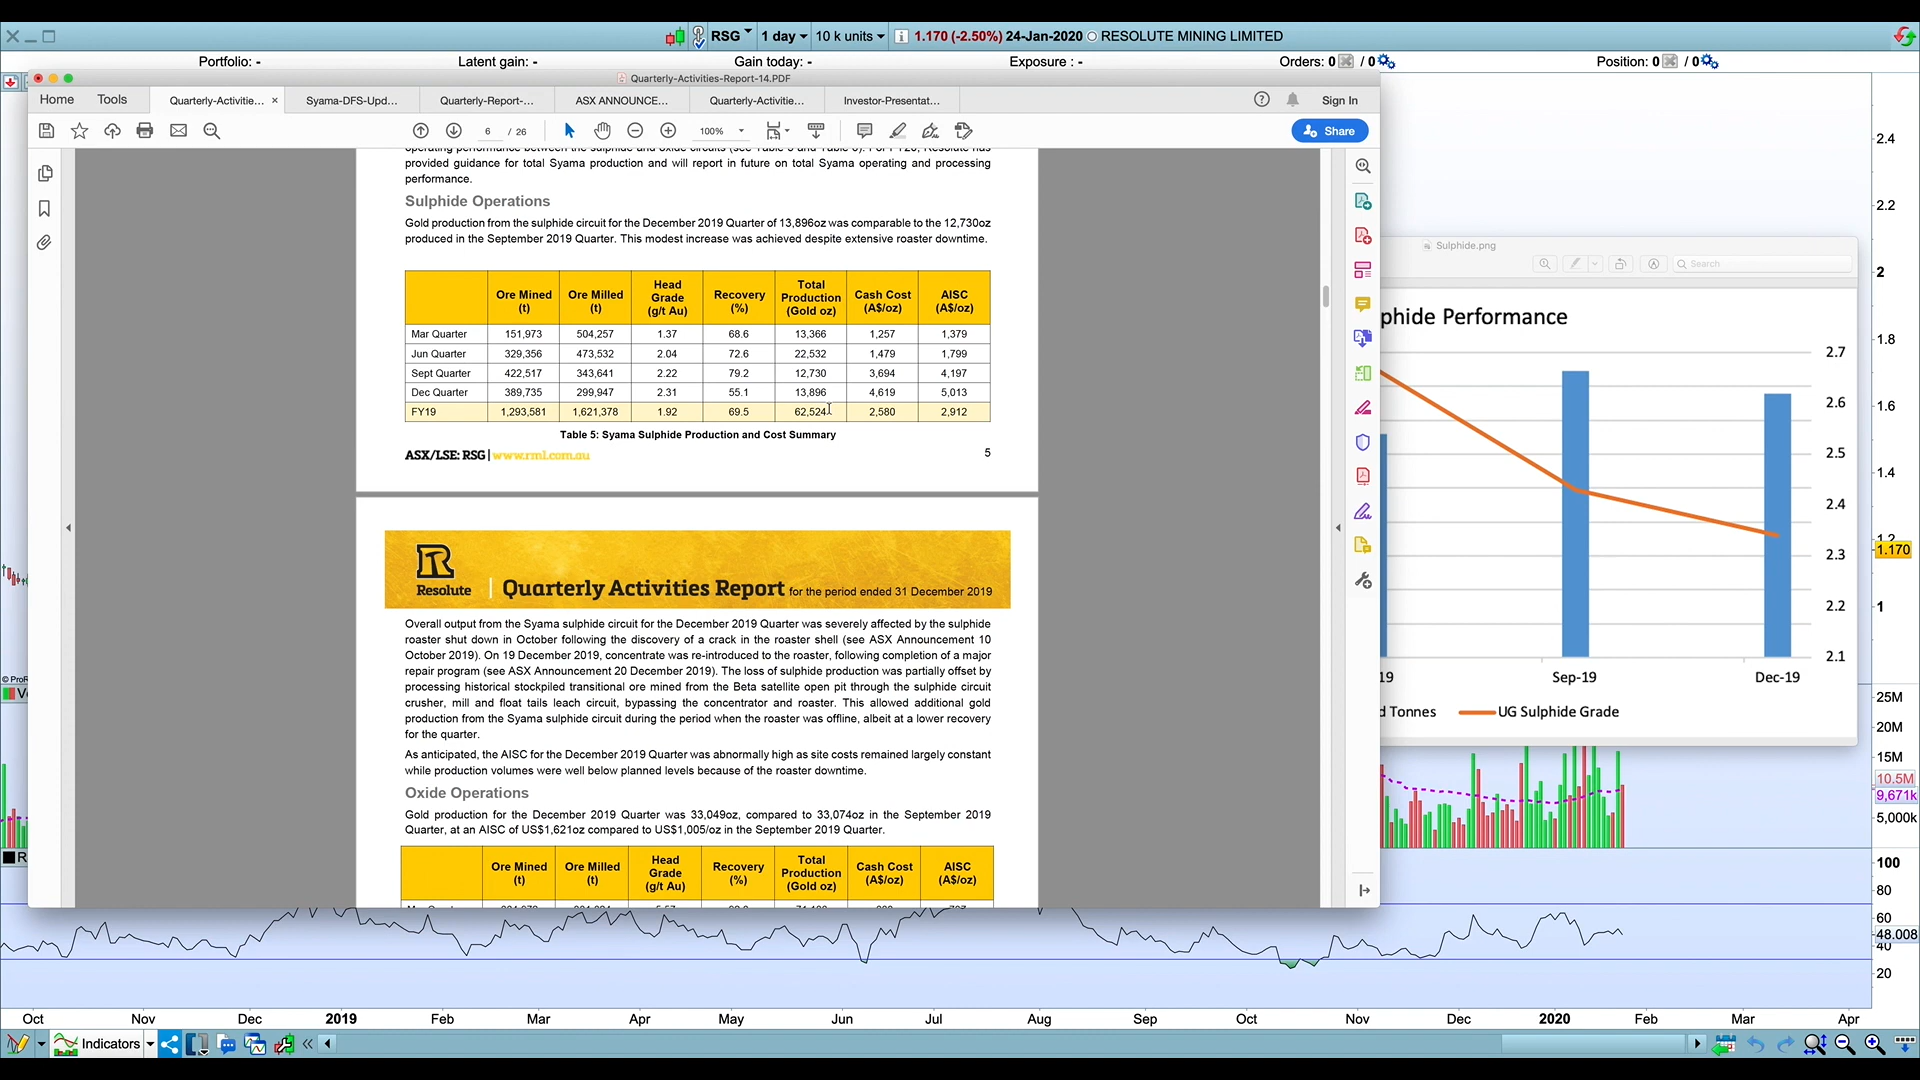 RSG 1 day 10 k units 1.170 (-2.50%) 24-Jan-2020 RESOLUTE MINING LIMITED
Portfolio: - Latent gain: - Gain today: - Exposure : - Orders: 0 / 0 Position: 0 / 0
Quarterly-Activities-Report-14.PDF
Home Tools Quarterly-Activitie... × Syama-DFS-Upd... Quarterly-Report-... ASX ANNOUNCE... Quarterly-Activitie... Investor-Presentat... Sign In
6 / 26 100% Share
provided guidance for total Syama production and will report in future on total Syama operating and processing
performance.
Sulphide Operations
Gold production from the sulphide circuit for the December 2019 Quarter of 13,896oz was comparable to the 12,730oz
produced in the September 2019 Quarter. This modest increase was achieved despite extensive roaster downtime.
Ore Mined (t) Ore Milled (t) Head Grade (g/t Au) Recovery (%) Total Production (Gold oz) Cash Cost (A$/oz) AISC (A$/oz)
Mar Quarter 151,973 504,257 1.37 68.6 13,366 1,257 1,379
Jun Quarter 329,356 473,532 2.04 72.6 22,532 1,479 1,799
Sept Quarter 422,517 343,641 2.22 79.2 12,730 3,694 4,197
Dec Quarter 389,735 299,947 2.31 55.1 13,896 4,619 5,013
FY19 1,293,581 1,621,378 1.92 69.5 62,524 2,580 2,912
Table 5: Syama Sulphide Production and Cost Summary
ASX/LSE: RSG | www.rml.com.au 5
Resolute | Quarterly Activities Report for the period ended 31 December 2019
Overall output from the Syama sulphide circuit for the December 2019 Quarter was severely affected by the sulphide
roaster shut down in October following the discovery of a crack in the roaster shell (see ASX Announcement 10
October 2019). On 19 December 2019, concentrate was re-introduced to the roaster, following completion of a major
repair program (see ASX Announcement 20 December 2019). The loss of sulphide production was partially offset by
processing historical stockpiled transitional ore mined from the Beta satellite open pit through the sulphide circuit
crusher, mill and float tails leach circuit, bypassing the concentrator and roaster. This allowed additional gold
production from the Syama sulphide circuit during the period when the roaster was offline, albeit at a lower recovery
for the quarter.
As anticipated, the AISC for the December 2019 Quarter was abnormally high as site costs remained largely constant
while production volumes were well below planned levels because of the roaster downtime.
Oxide Operations
Gold production for the December 2019 Quarter was 33,049oz, compared to 33,074oz in the September 2019
Quarter, at an AISC of US$1,621oz compared to US$1,005/oz in the September 2019 Quarter.
Ore Mined (t) Ore Milled (t) Head Grade (g/t Au) Recovery (%) Total Production (Gold oz) Cash Cost (A$/oz) AISC (A$/oz)
Sulphide.png
Search
phide Performance
2.7
2.6
2.5
2.4
2.3
2.2
2.1
19 Sep-19 Dec-19
d Tonnes UG Sulphide Grade
2.4
2.2
2
1.8
1.6
1.4
1.2
1.170
1
25M
20M
15M
10.5M
9,671k
5,000k
100
80
60
48.008
40
20
Oct Nov Dec 2019 Feb Mar Apr May Jun Jul Aug Sep Oct Nov Dec 2020 Feb Mar Apr
Indicators